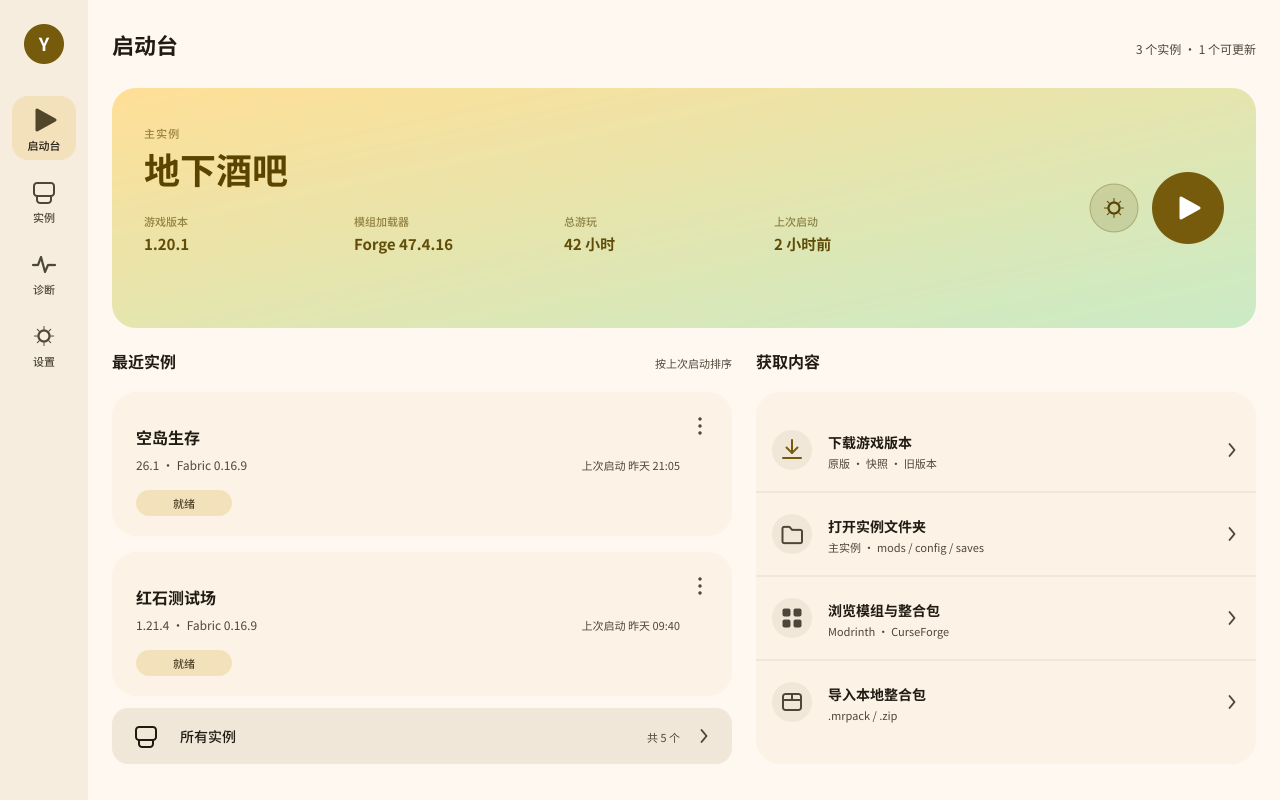 Y
启动台
实例
诊断
设置
启动台
3 个实例 • 1 个可更新
主实例
地下酒吧
游戏版本
1.20.1
模组加载器
Forge 47.4.16
总游玩
42 小时
上次启动
2 小时前
最近实例
按上次启动排序
空岛生存
26.1 • Fabric 0.16.9
上次启动 昨天 21:05
就绪
红石测试场
1.21.4 • Fabric 0.16.9
上次启动 昨天 09:40
就绪
所有实例
共 5 个
获取内容
下载游戏版本
原版 • 快照 • 旧版本
打开实例文件夹
主实例 • mods / config / saves
浏览模组与整合包
Modrinth • CurseForge
导入本地整合包
.mrpack / .zip